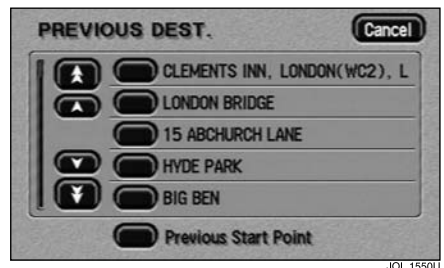 PREVIOUS DEST.
Cancel
CLEMENTS INN, LONDON(WC2), L
LONDON BRIDGE
15 ABCHURCH LANE
HYDE PARK
BIG BEN
Previous Start Point
JOL 1550U